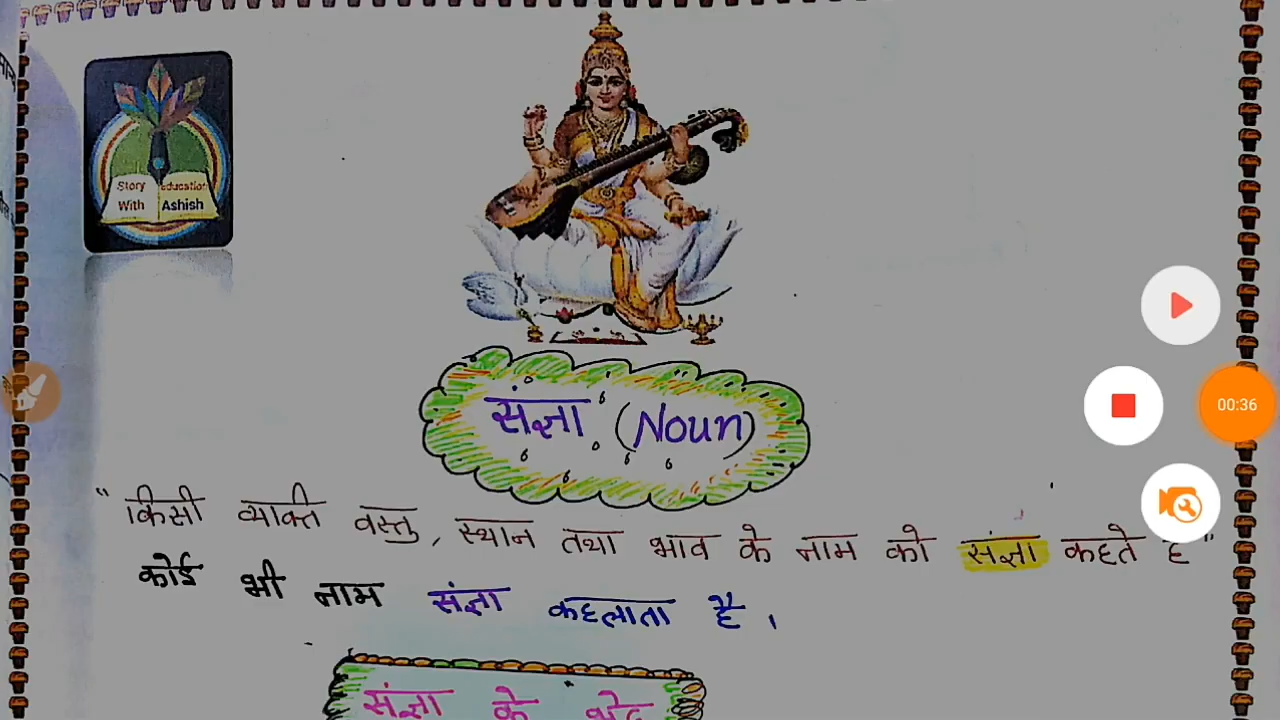 Story Education
With Ashish
संज्ञा (Noun)
00:36
"किसी व्यक्ति वस्तु, स्थान तथा भाव के नाम को संज्ञा कहते है"
कोई भी नाम संज्ञा कहलाता है।
संज्ञा के भेद